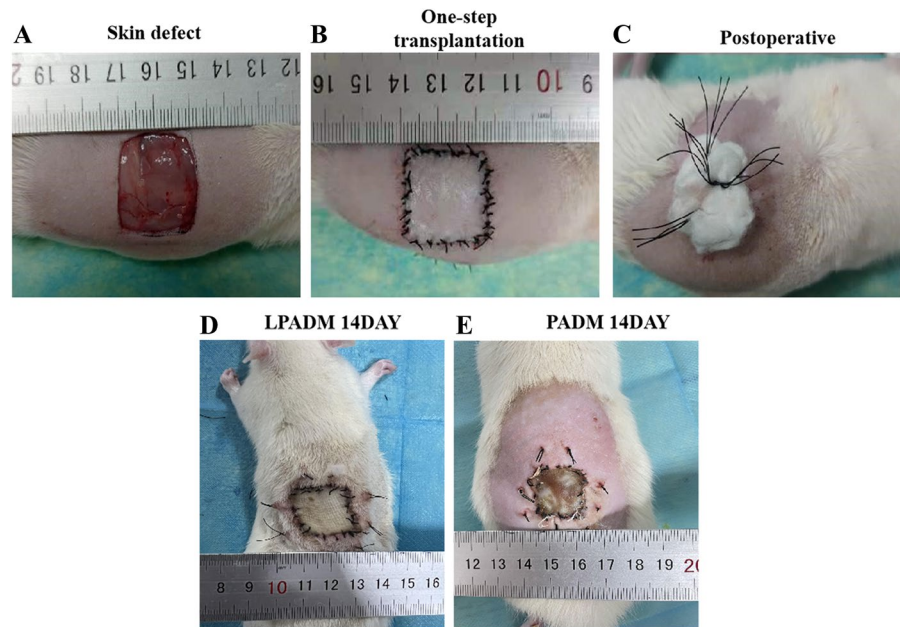 A
Skin defect
B
One-step
transplantation
C
Postoperative
2 19 18 17 16 15 14 13 12
16 15 14 13 12 11 10 9
D
LPADM 14DAY
E
PADM 14DAY
8 9 10 11 12 13 14 15 16
12 13 14 15 16 17 18 19 20